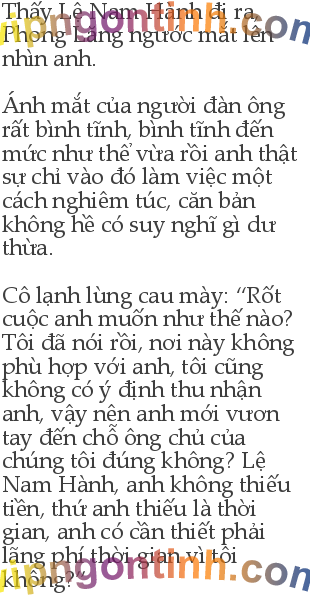 Thấy Lệ Nam Hành đi ra,
Phong Lăng ngước mắt lên
nhìn anh.
Ánh mắt của người đàn ông
rất bình tĩnh, bình tĩnh đến
mức như thể vừa rồi anh thật
sự chỉ vào đó làm việc một
cách nghiêm túc, căn bản
không hề có suy nghĩ gì dư
thừa.
Cô lạnh lùng cau mày: “Rốt
cuộc anh muốn như thế nào?
Tôi đã nói rồi, nơi này không
phù hợp với anh, tôi cũng
không có ý định thu nhận
anh, vậy nên anh mới vươn
tay đến chỗ ông chủ của
chúng tôi đúng không? Lệ
Nam Hành, anh không thiếu
tiền, thứ anh thiếu là thời
gian, anh có cần thiết phải
lãng phí thời gian vì tôi
không?”
vipngontinh.com